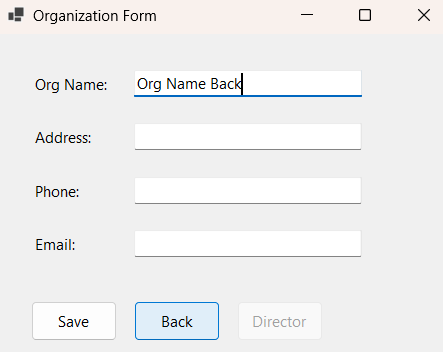 Organization Form
Org Name: Org Name Back
Address:
Phone:
Email:
Save Back Director